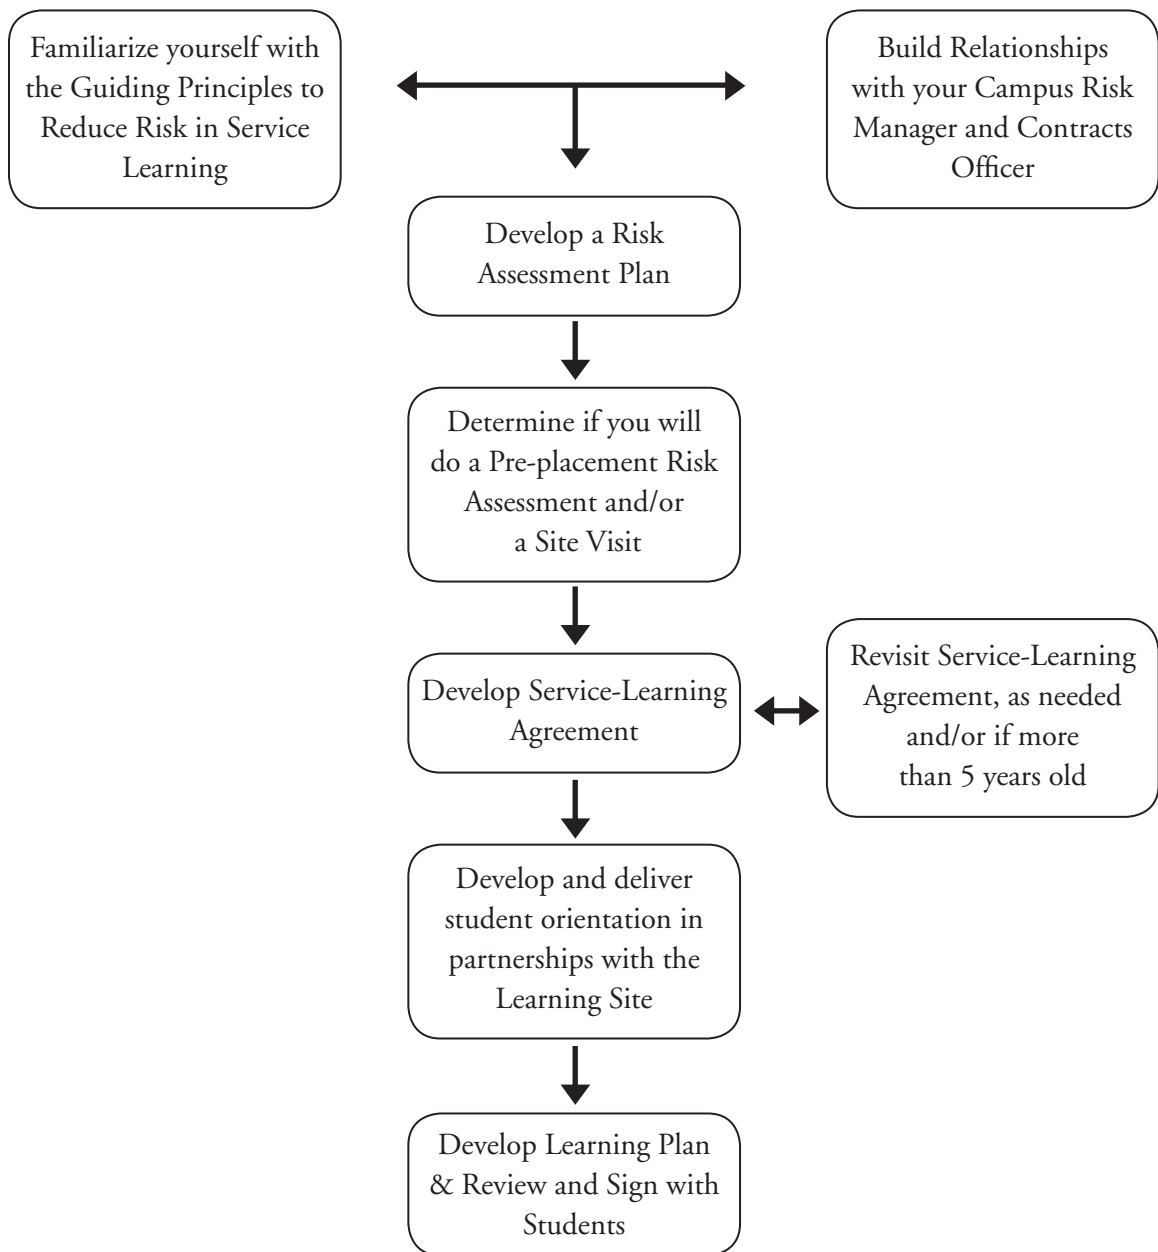 Familiarize yourself with
the Guiding Principles to
Reduce Risk in Service
Learning
Build Relationships
with your Campus Risk
Manager and Contracts
Officer
Develop a Risk
Assessment Plan
Determine if you will
do a Pre-placement Risk
Assessment and/or
a Site Visit
Develop Service-Learning
Agreement
Revisit Service-Learning
Agreement, as needed
and/or if more
than 5 years old
Develop and deliver
student orientation in
partnerships with the
Learning Site
Develop Learning Plan
& Review and Sign with
Students